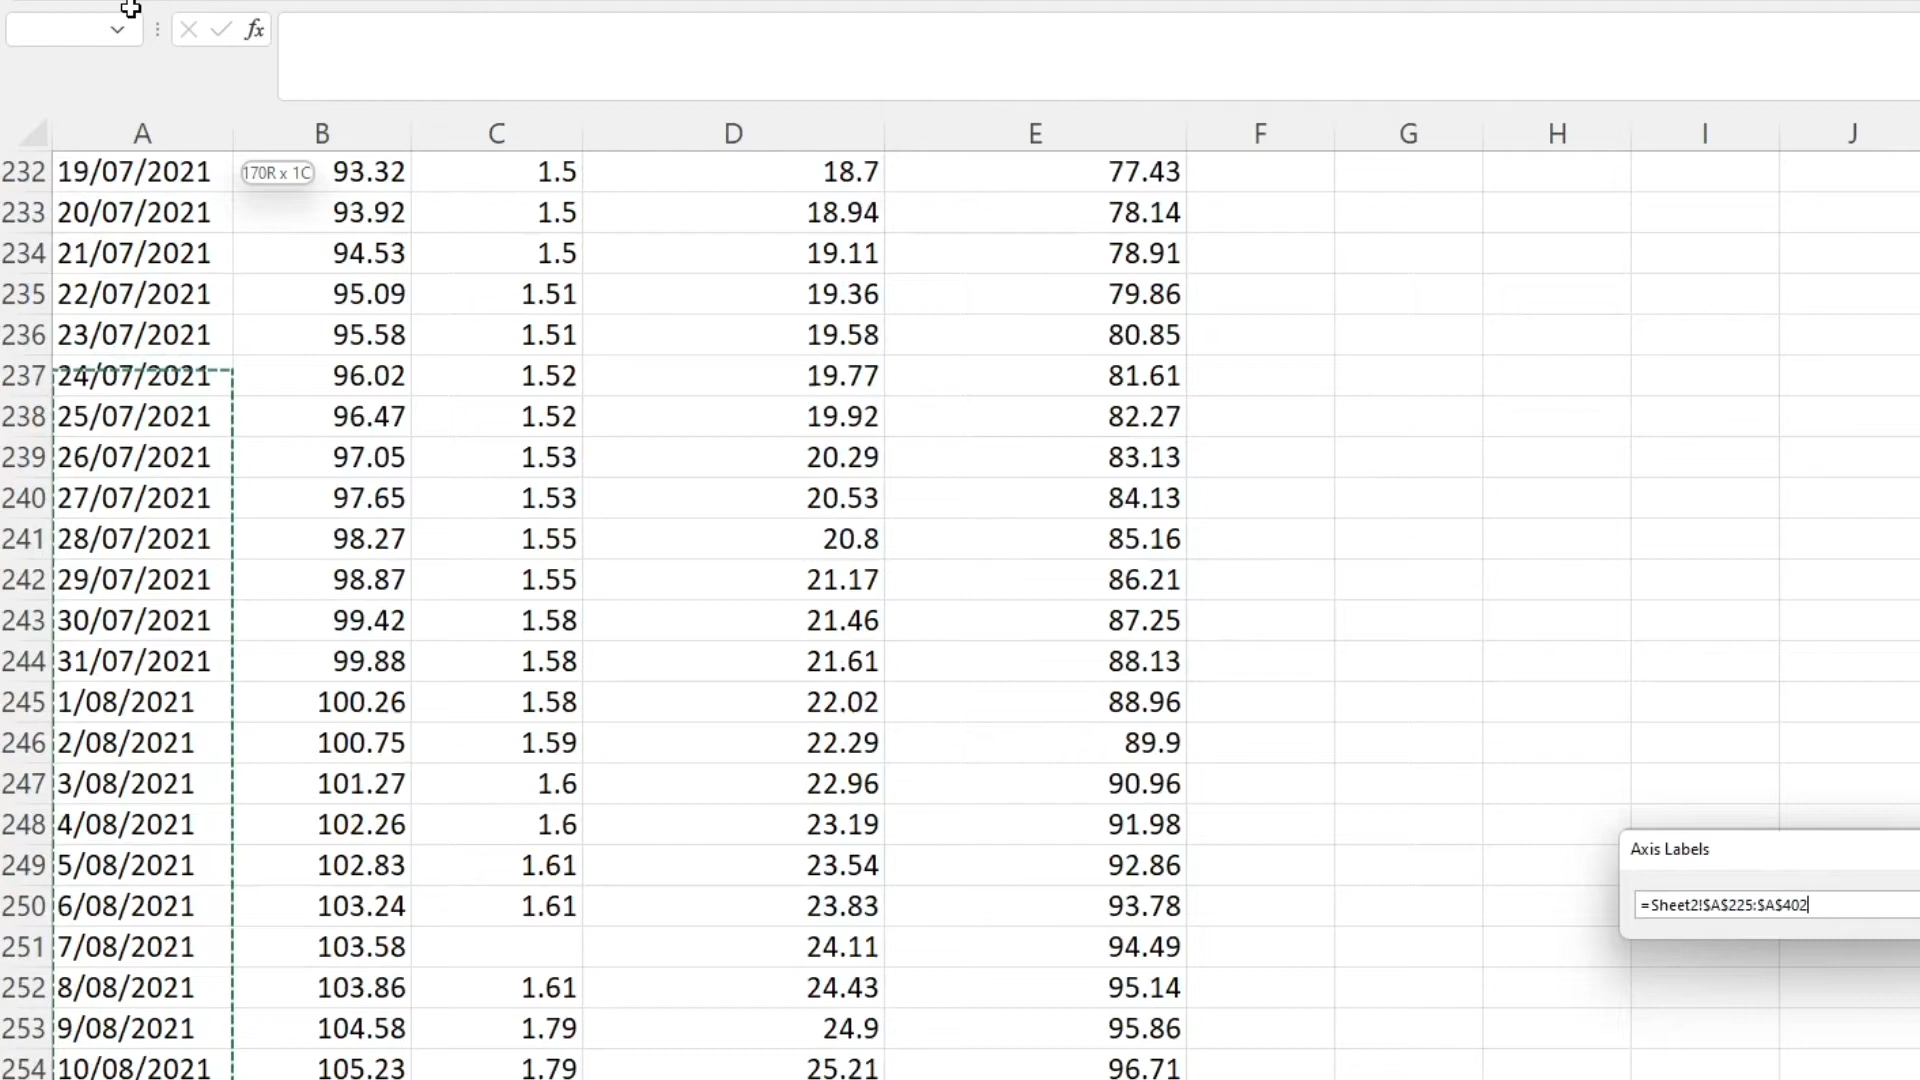 fx
A B C D E F G H I J
232 19/07/2021 170R x 1C 93.32 1.5 18.7 77.43
233 20/07/2021 93.92 1.5 18.94 78.14
234 21/07/2021 94.53 1.5 19.11 78.91
235 22/07/2021 95.09 1.51 19.36 79.86
236 23/07/2021 95.58 1.51 19.58 80.85
237 24/07/2021 96.02 1.52 19.77 81.61
238 25/07/2021 96.47 1.52 19.92 82.27
239 26/07/2021 97.05 1.53 20.29 83.13
240 27/07/2021 97.65 1.53 20.53 84.13
241 28/07/2021 98.27 1.55 20.8 85.16
242 29/07/2021 98.87 1.55 21.17 86.21
243 30/07/2021 99.42 1.58 21.46 87.25
244 31/07/2021 99.88 1.58 21.61 88.13
245 1/08/2021 100.26 1.58 22.02 88.96
246 2/08/2021 100.75 1.59 22.29 89.9
247 3/08/2021 101.27 1.6 22.96 90.96
248 4/08/2021 102.26 1.6 23.19 91.98
Axis Labels
249 5/08/2021 102.83 1.61 23.54 92.86
250 6/08/2021 103.24 1.61 23.83 93.78
=Sheet2!$A$225:$A$402
251 7/08/2021 103.58 24.11 94.49
252 8/08/2021 103.86 1.61 24.43 95.14
253 9/08/2021 104.58 1.79 24.9 95.86
254 10/08/2021 105.23 1.79 25.21 96.71